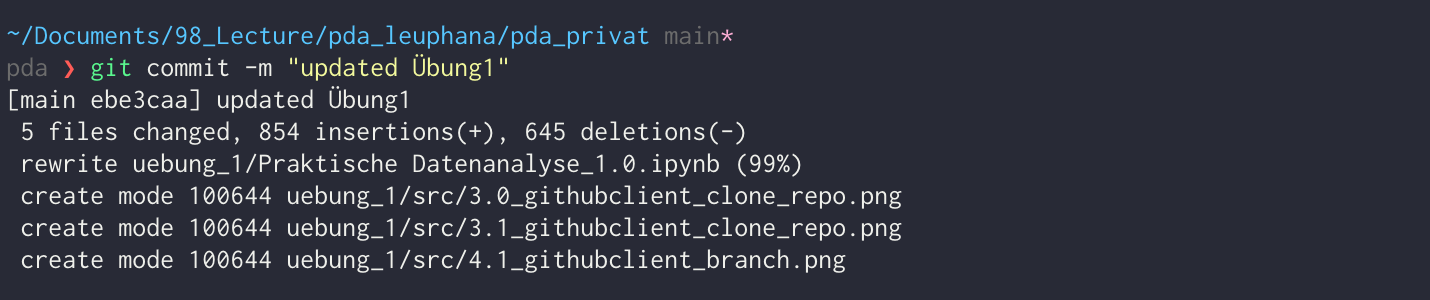 ~/Documents/98_Lecture/pda_leuphana/pda_privat main*
pda ❯ git commit -m "updated Übung1"
[main ebe3caa] updated Übung1
 5 files changed, 854 insertions(+), 645 deletions(-)
 rewrite uebung_1/Praktische Datenanalyse_1.0.ipynb (99%)
 create mode 100644 uebung_1/src/3.0_githubclient_clone_repo.png
 create mode 100644 uebung_1/src/3.1_githubclient_clone_repo.png
 create mode 100644 uebung_1/src/4.1_githubclient_branch.png